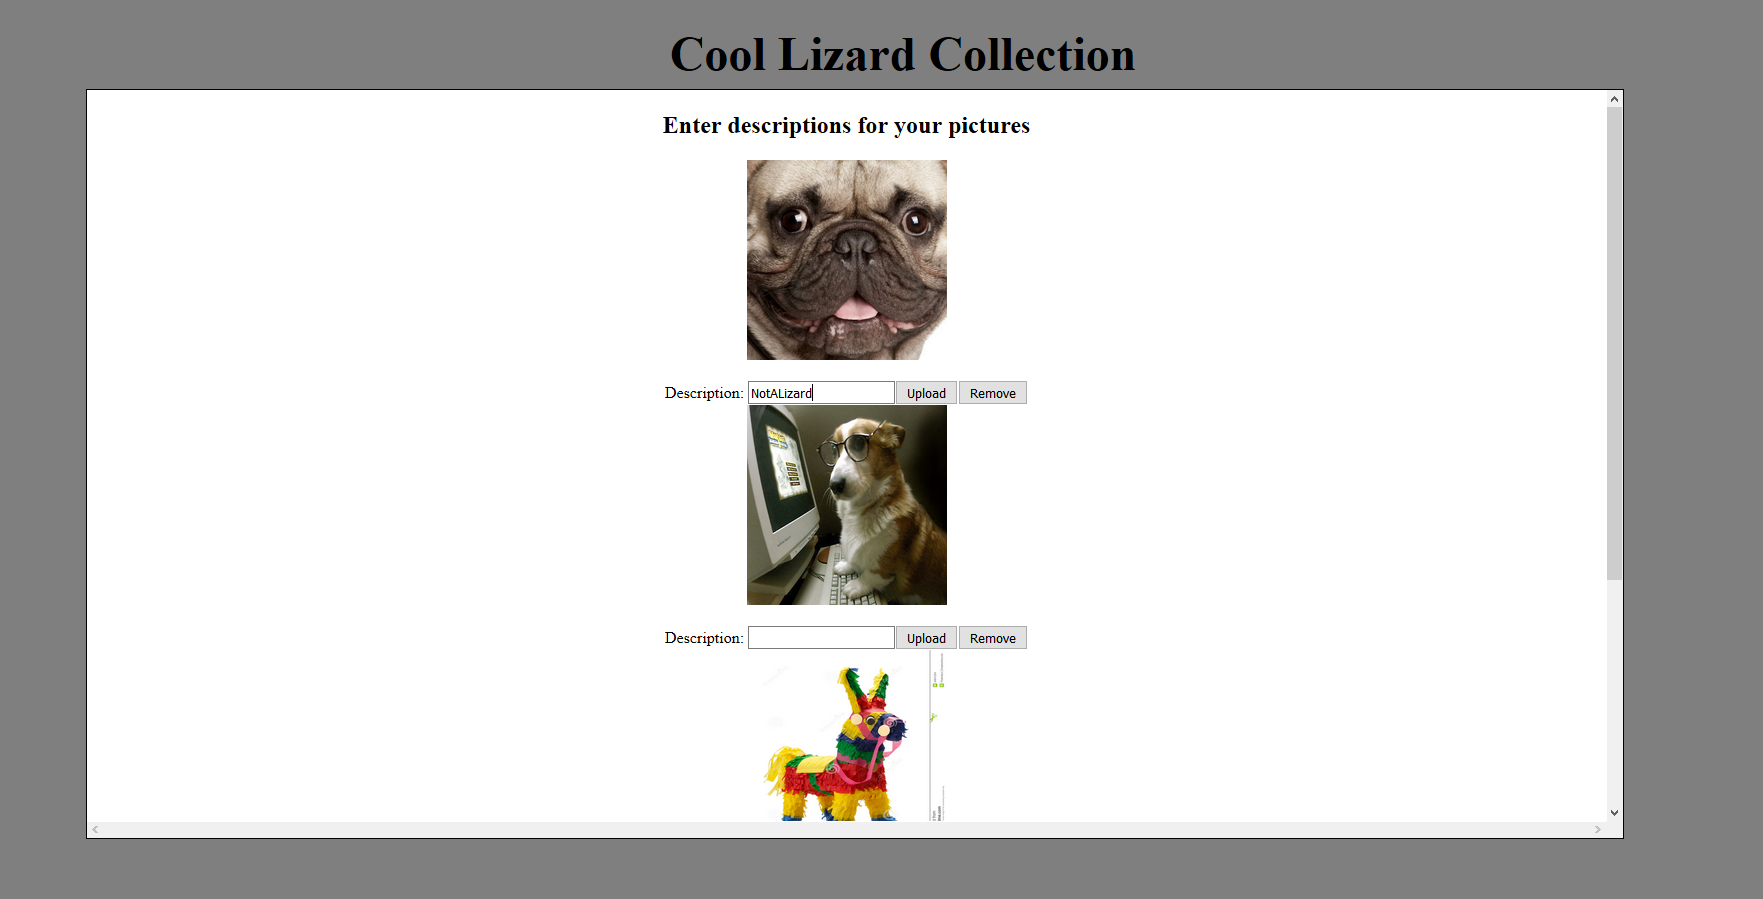 Cool Lizard Collection
Enter descriptions for your pictures
Description: NotALizard Upload Remove
Description: Upload Remove